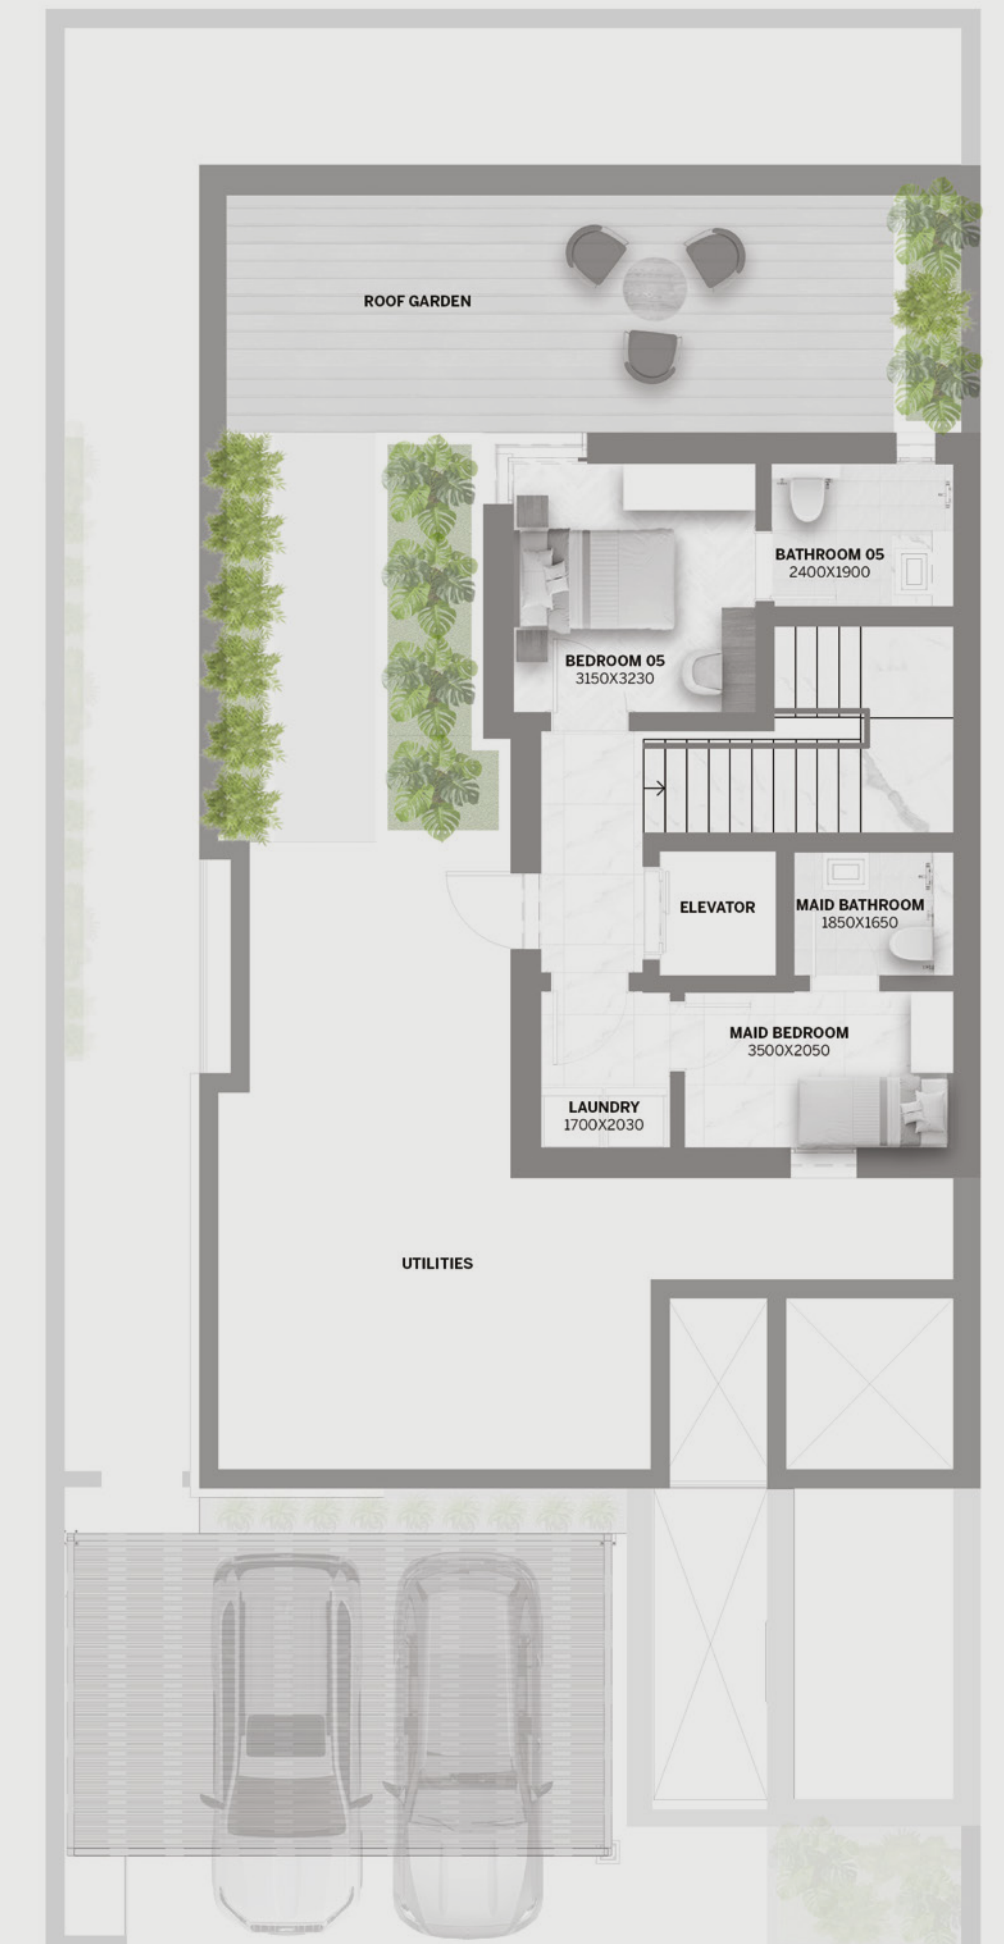 ROOF GARDEN
BATHROOM 05
2400X1900
BEDROOM 05
3150X3230
ELEVATOR
MAID BATHROOM
1850X1650
MAID BEDROOM
3500X2050
LAUNDRY
1700X2030
UTILITIES